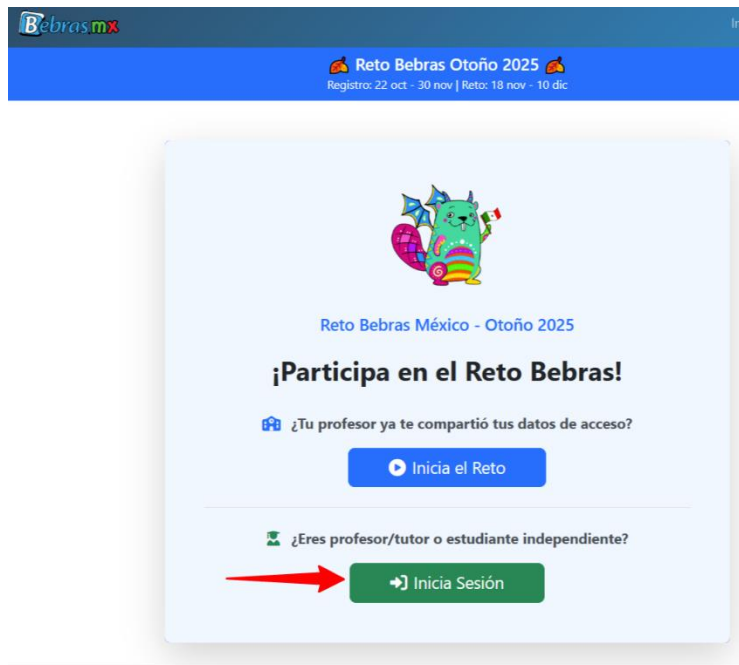 Bebras.mx
Reto Bebras Otoño 2025
Registro: 22 oct - 30 nov | Reto: 18 nov - 10 dic
Reto Bebras México - Otoño 2025
¡Participa en el Reto Bebras!
¿Tu profesor ya te compartió tus datos de acceso?
Inicia el Reto
¿Eres profesor/tutor o estudiante independiente?
Inicia Sesión